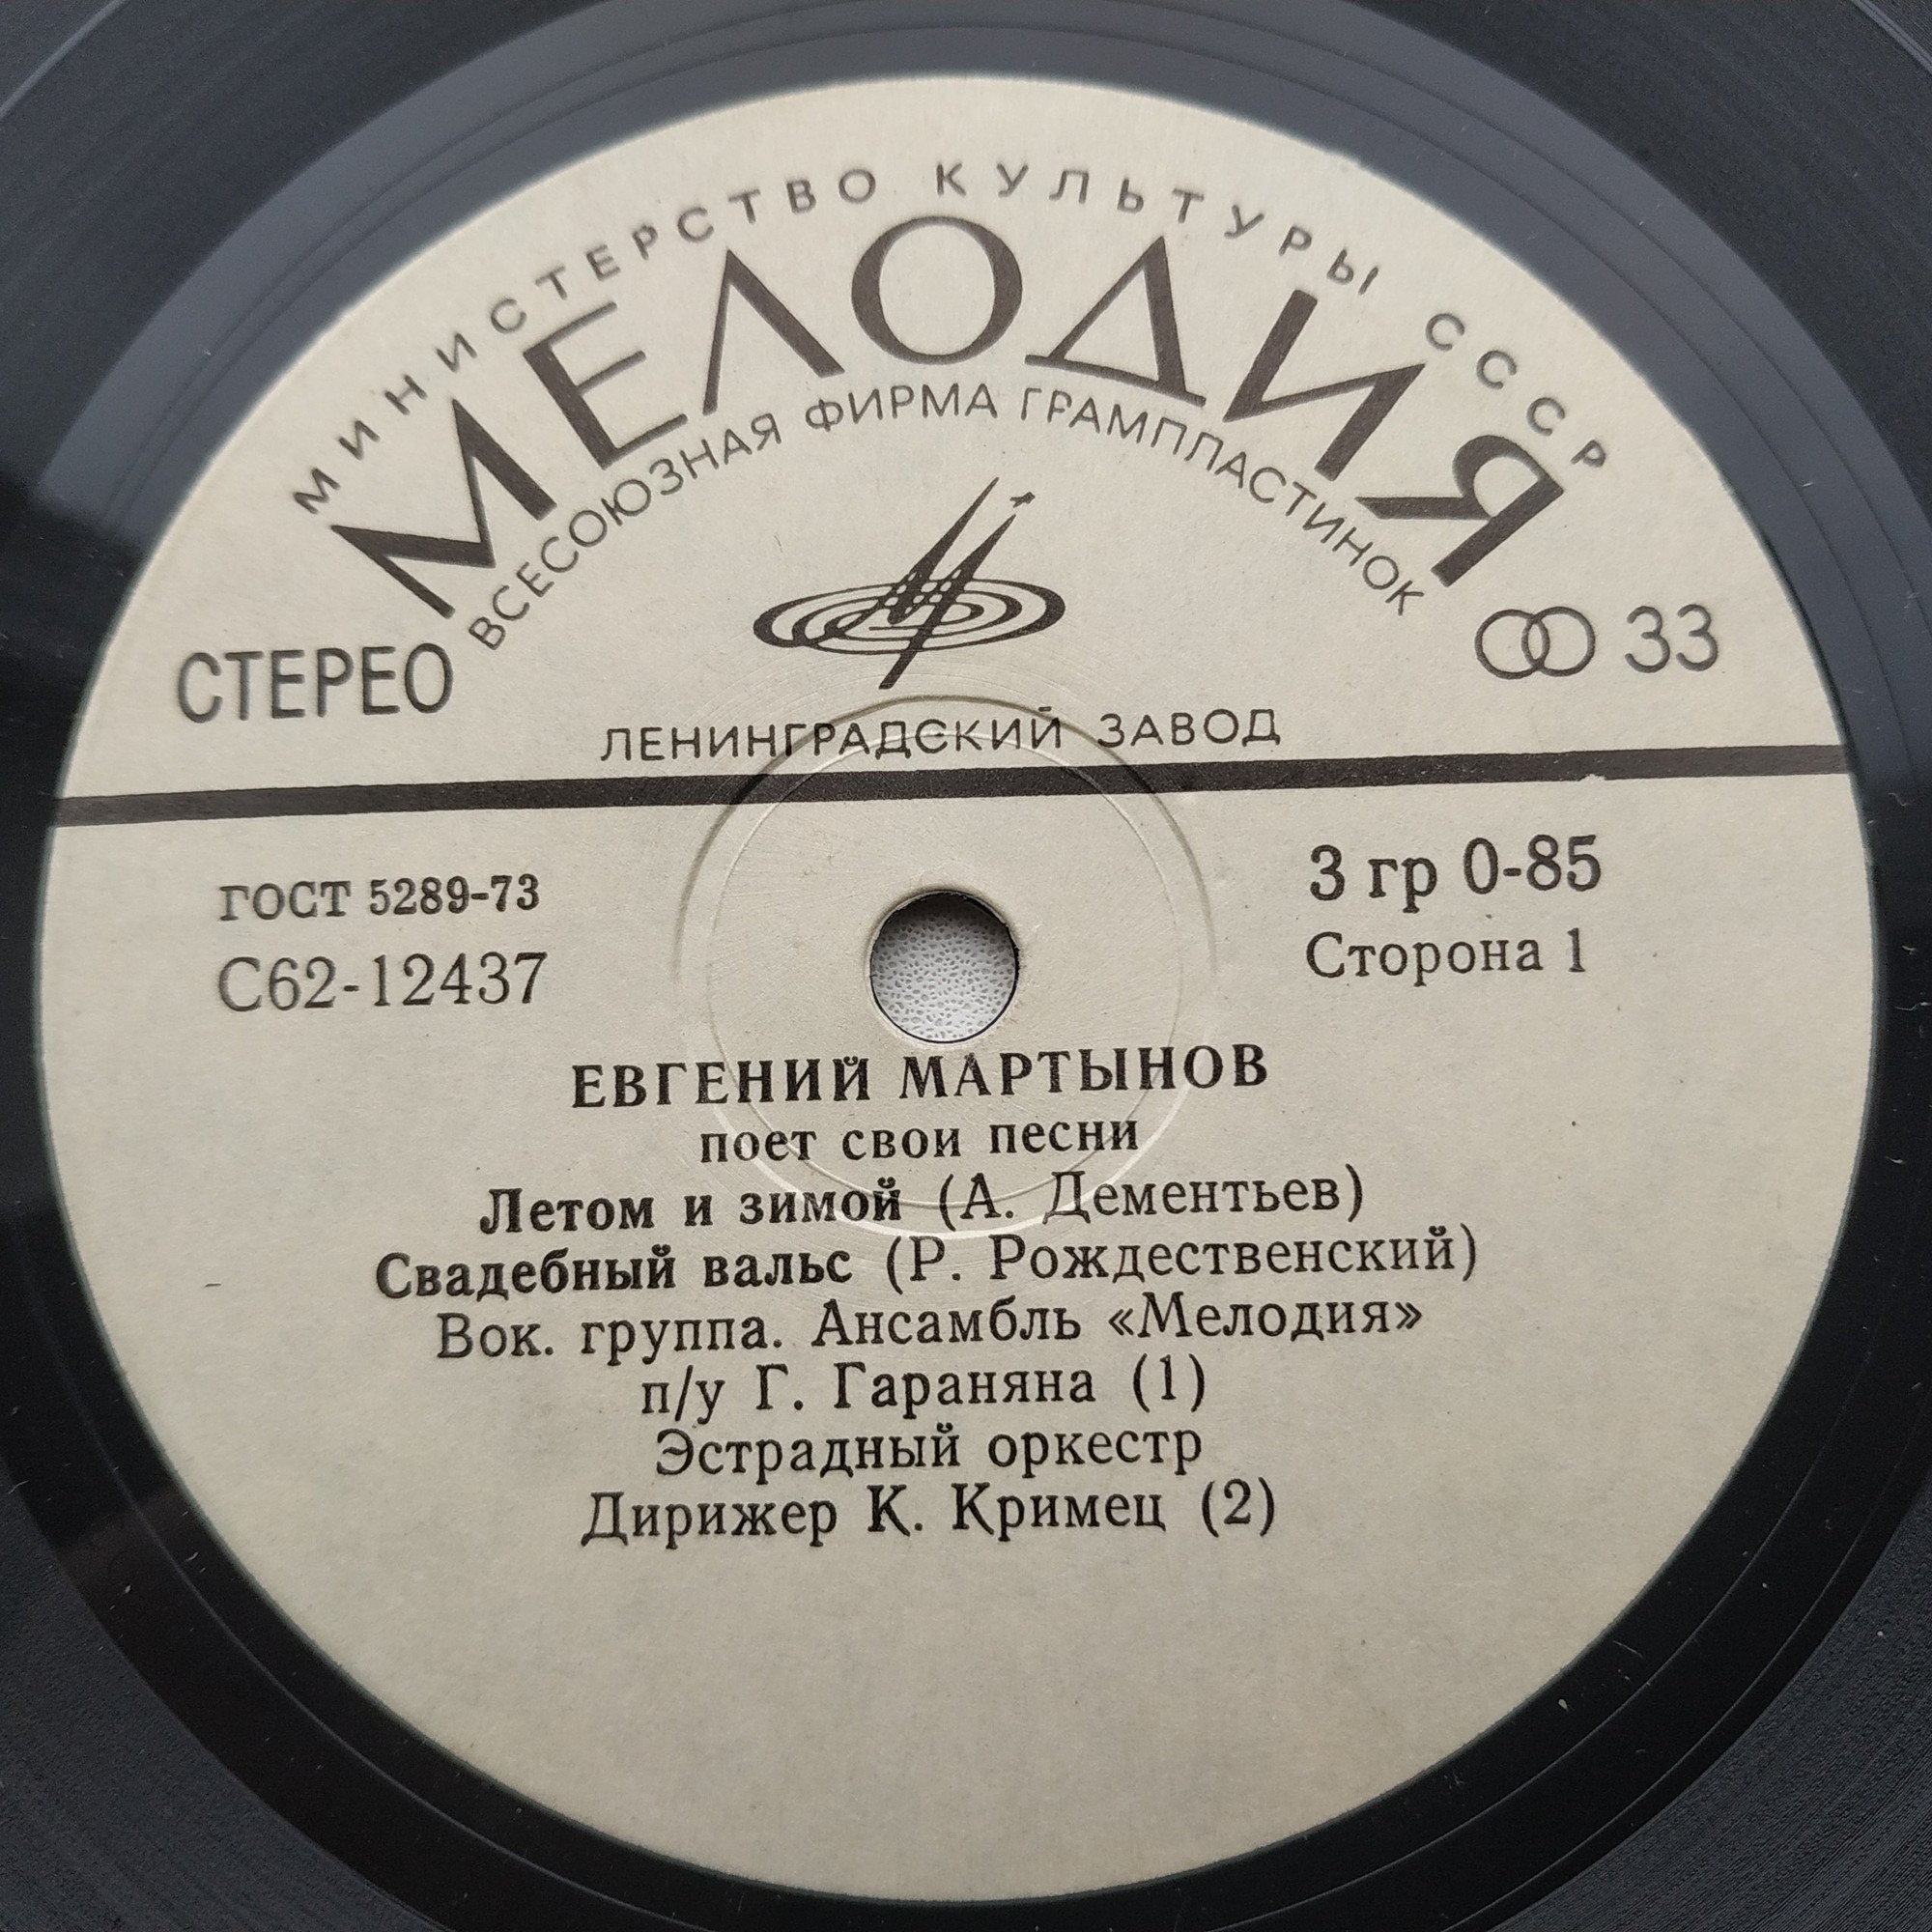 МИНИСТЕРСТВО КУЛЬТУРЫ СССР
МЕЛОДИЯ
ВСЕСОЮЗНАЯ ФИРМА ГРАМПЛАСТИНОК
СТЕРЕО
33
ЛЕНИНГРАДСКИЙ ЗАВОД
ГОСТ 5289-73
3 гр 0-85
С62-12437
Сторона 1
ЕВГЕНИЙ МАРТЫНОВ
поет свои песни
Летом и зимой (А. Дементьев)
Свадебный вальс (Р. Рождественский)
Вок. группа. Ансамбль «Мелодия»
п/у Г. Гараняна (1)
Эстрадный оркестр
Дирижер К. Кримец (2)